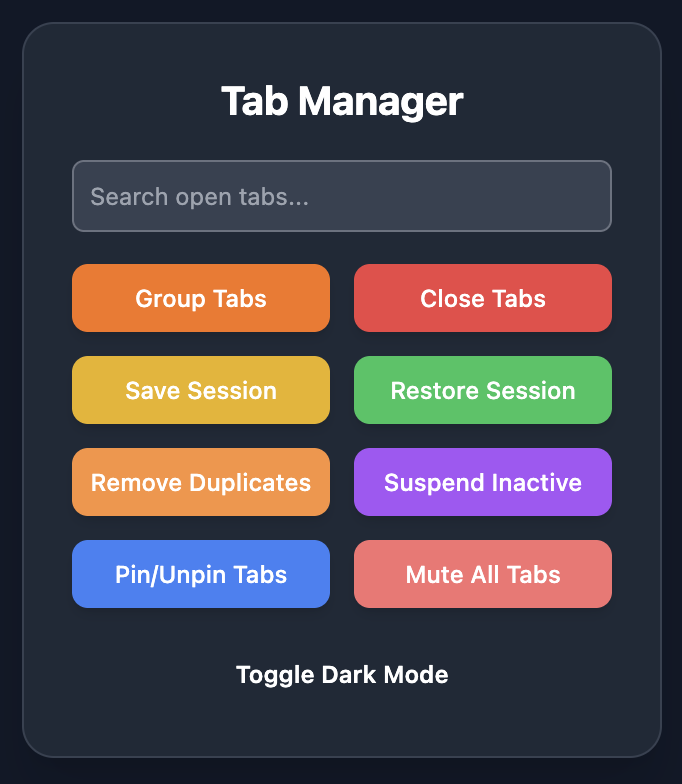 Tab Manager
Search open tabs...
Group Tabs
Close Tabs
Save Session
Restore Session
Remove Duplicates
Suspend Inactive
Pin/Unpin Tabs
Mute All Tabs
Toggle Dark Mode